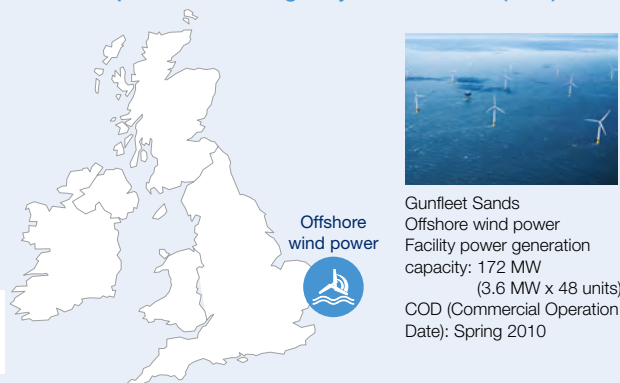 Offshore
wind power
Gunfleet Sands
Offshore wind power
Facility power generation
capacity: 172 MW
(3.6 MW x 48 units)
COD (Commercial Operation
Date): Spring 2010